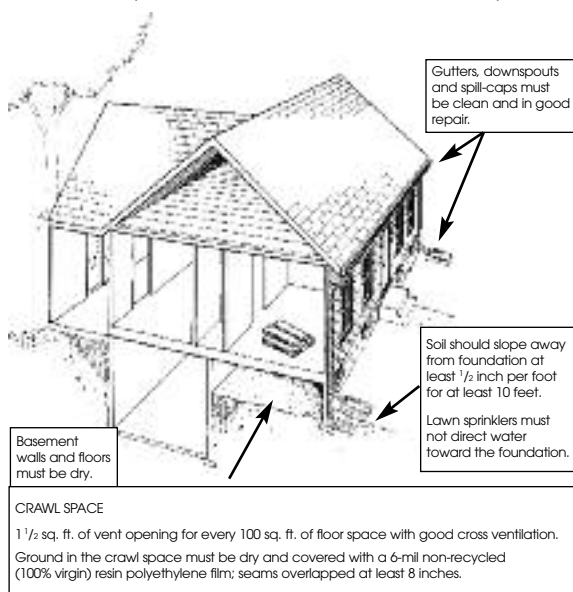 Gutters, downspouts
and spill-caps must
be clean and in good
repair.
Soil should slope away
from foundation at
least 1/2 inch per foot
for at least 10 feet.
Lawn sprinklers must
not direct water
toward the foundation.
Basement
walls and floors
must be dry.
CRAWL SPACE
1 1/2 sq. ft. of vent opening for every 100 sq. ft. of floor space with good cross ventilation.
Ground in the crawl space must be dry and covered with a 6-mil non-recycled
(100% virgin) resin polyethylene film; seams overlapped at least 8 inches.